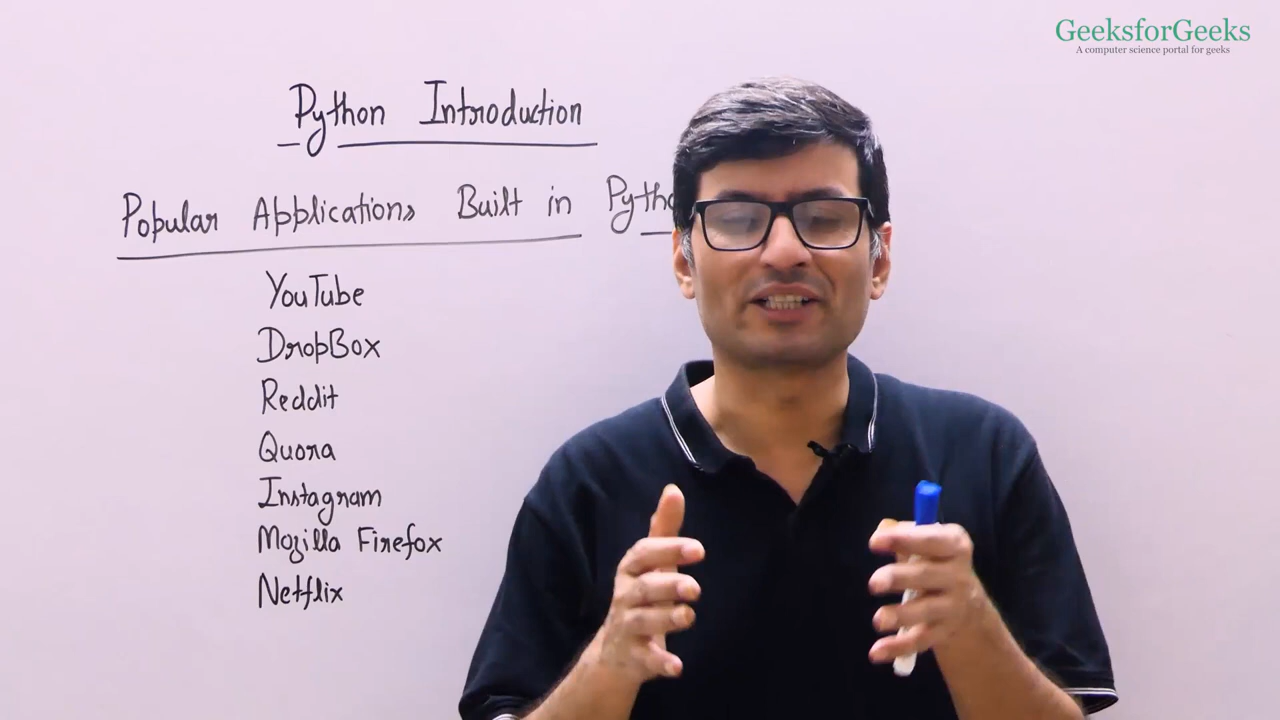 GeeksforGeeks
A computer science portal for geeks
Python Introduction
Popular Applications Built in Pytho
YouTube
DropBox
Reddit
Quora
Instagram
Mozilla Firefox
Netflix